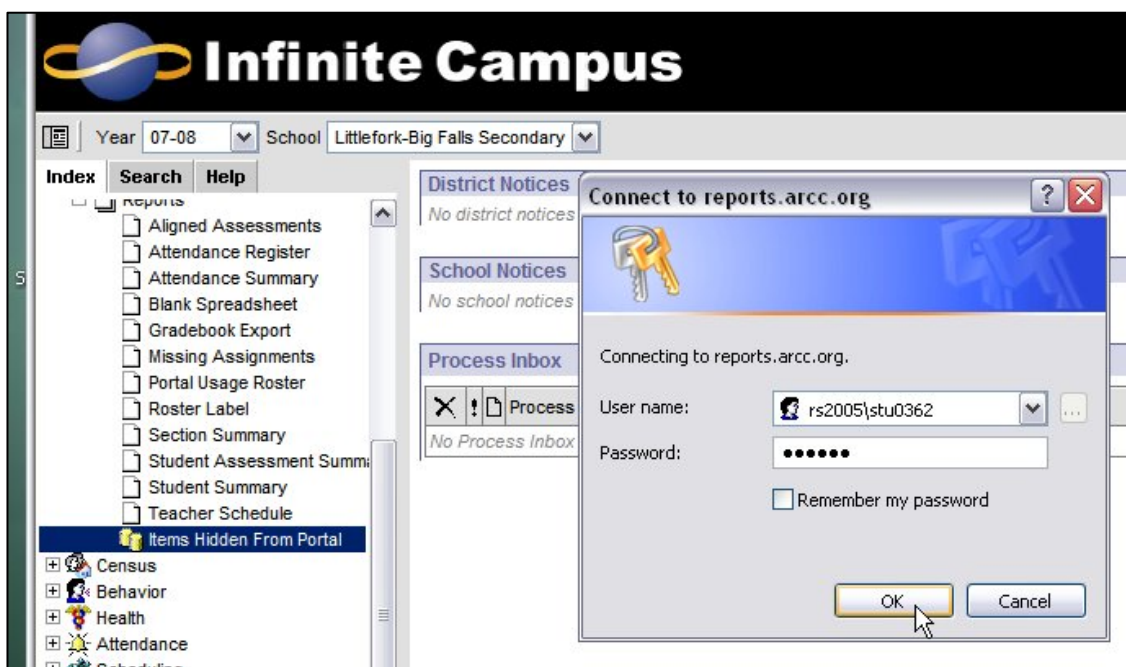 Infinite Campus
Year 07-08 School Littlefork-Big Falls Secondary
Index Search Help
Reports
Aligned Assessments
Attendance Register
Attendance Summary
Blank Spreadsheet
Gradebook Export
Missing Assignments
Portal Usage Roster
Roster Label
Section Summary
Student Assessment Summa
Student Summary
Teacher Schedule
Items Hidden From Portal
Census
Behavior
Health
Attendance
Scheduling
S
District Notices
No district notices
School Notices
No school notices
Process Inbox
Process
No Process Inbox
Connect to reports.arcc.org
Connecting to reports.arcc.org.
User name: rs2005\stu0362
Password: ●●●●●●
Remember my password
OK Cancel